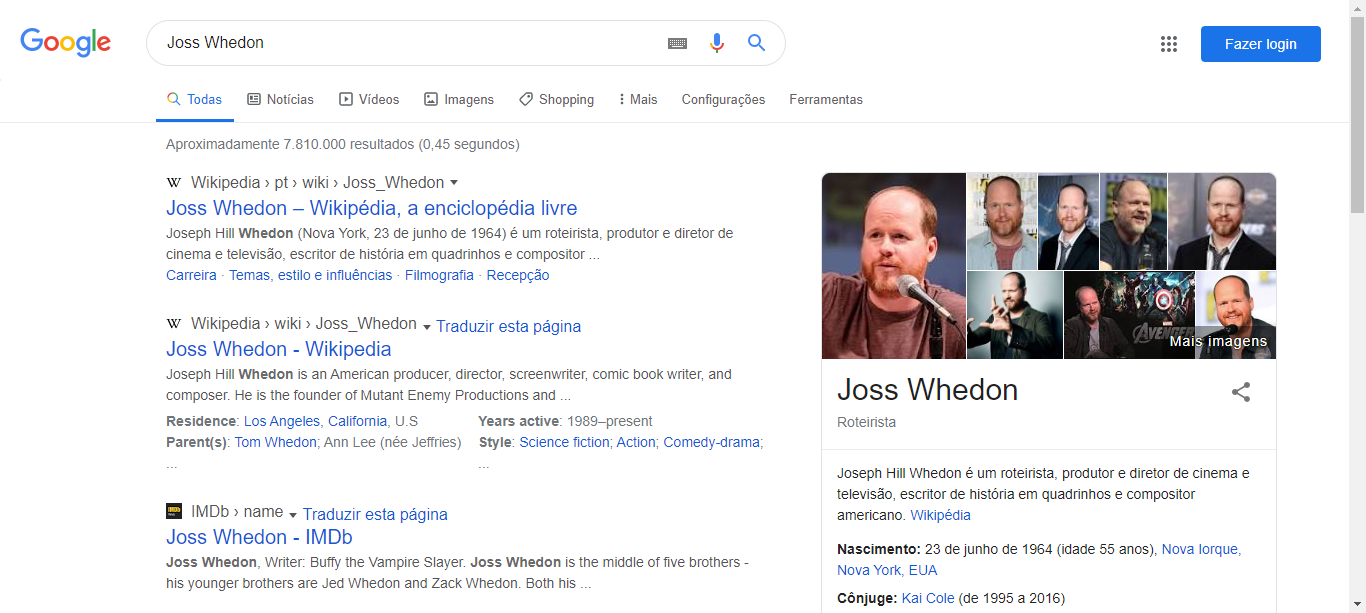 Google
Joss Whedon
Fazer login
Todas
Notícias
Vídeos
Imagens
Shopping
Mais
Configurações
Ferramentas
Aproximadamente 7.810.000 resultados (0,45 segundos)
W Wikipedia › pt › wiki › Joss_Whedon
Joss Whedon – Wikipédia, a enciclopédia livre
Joseph Hill Whedon (Nova York, 23 de junho de 1964) é um roteirista, produtor e diretor de
cinema e televisão, escritor de história em quadrinhos e compositor ...
Carreira · Temas, estilo e influências · Filmografia · Recepção
W Wikipedia › wiki › Joss_Whedon Traduzir esta página
Joss Whedon - Wikipedia
Joseph Hill Whedon is an American producer, director, screenwriter, comic book writer, and
composer. He is the founder of Mutant Enemy Productions and ...
Residence: Los Angeles, California, U.S
Years active: 1989–present
Parent(s): Tom Whedon; Ann Lee (née Jeffries)
Style: Science fiction; Action; Comedy-drama;
...
...
IMDb › name Traduzir esta página
Joss Whedon - IMDb
Joss Whedon, Writer: Buffy the Vampire Slayer. Joss Whedon is the middle of five brothers -
his younger brothers are Jed Whedon and Zack Whedon. Both his ...
AVENGERS
Mais imagens
Joss Whedon
Roteirista
Joseph Hill Whedon é um roteirista, produtor e diretor de cinema e
televisão, escritor de história em quadrinhos e compositor
americano. Wikipédia
Nascimento: 23 de junho de 1964 (idade 55 anos), Nova Iorque,
Nova York, EUA
Cônjuge: Kai Cole (de 1995 a 2016)